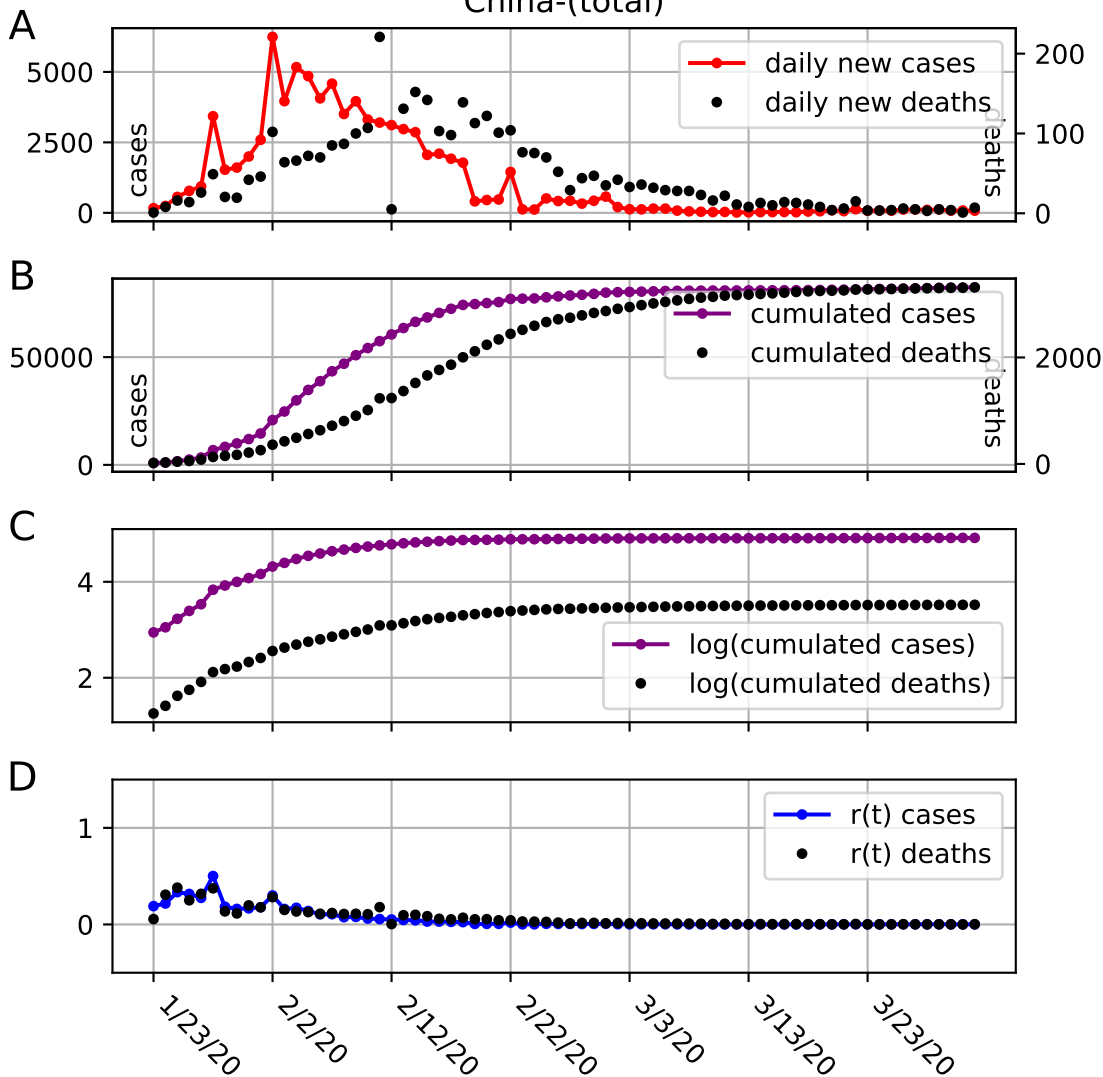 China-(total)
A
5000
2500
0
cases
daily new cases
daily new deaths
200
100
0
deaths
B
50000
0
cases
cumulated cases
cumulated deaths
2000
0
deaths
C
4
2
log(cumulated cases)
log(cumulated deaths)
D
1
0
r(t) cases
r(t) deaths
1/23/20
2/2/20
2/12/20
2/22/20
3/3/20
3/13/20
3/23/20